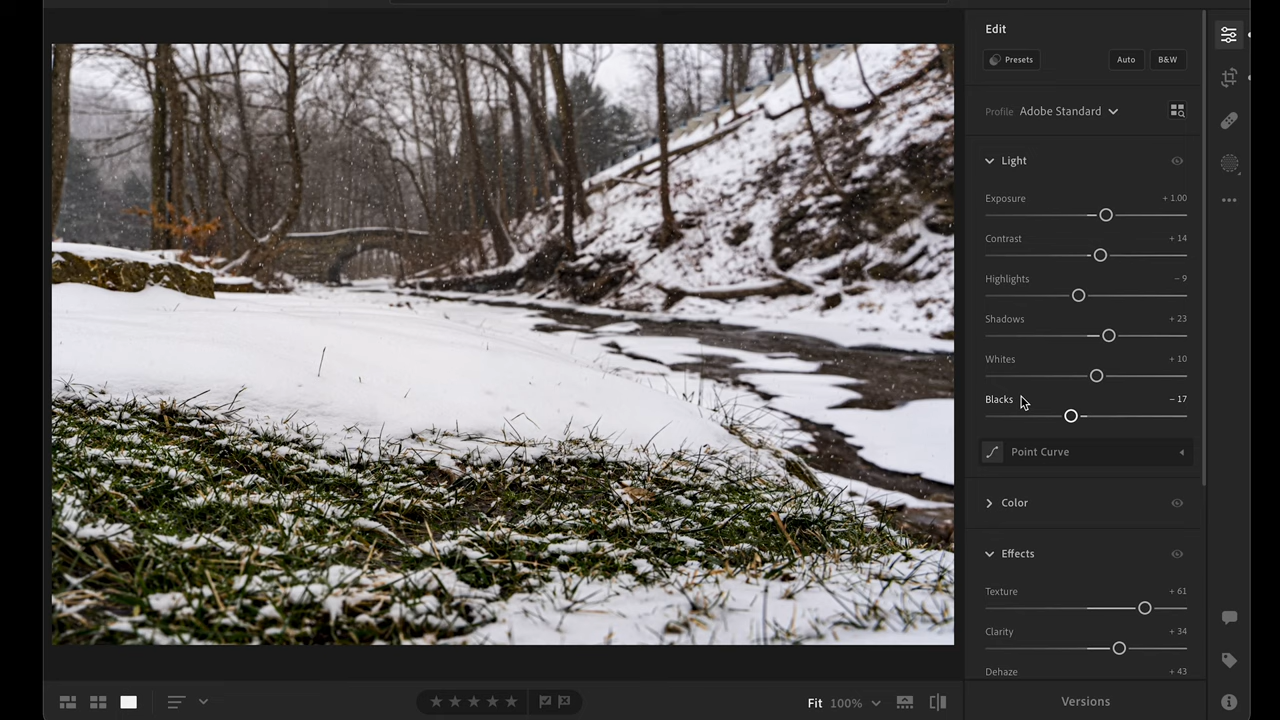 Edit
Presets
Auto
B&W
Profile Adobe Standard
Light
Exposure + 1.00
Contrast + 14
Highlights − 9
Shadows + 23
Whites + 10
Blacks − 17
Point Curve
Color
Effects
Texture + 61
Clarity + 34
Dehaze + 43
Fit 100%
Versions